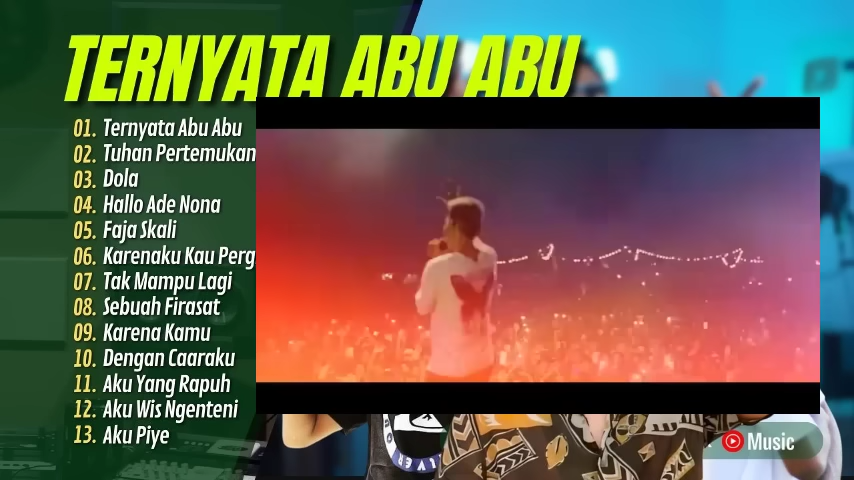 TERNYATA ABU ABU
01. Ternyata Abu Abu
02. Tuhan Pertemukan
03. Dola
04. Hallo Ade Nona
05. Faja Skali
06. Karenaku Kau Perg
07. Tak Mampu Lagi
08. Sebuah Firasat
09. Karena Kamu
10. Dengan Caaraku
11. Aku Yang Rapuh
12. Aku Wis Ngenteni
13. Aku Piye
Music